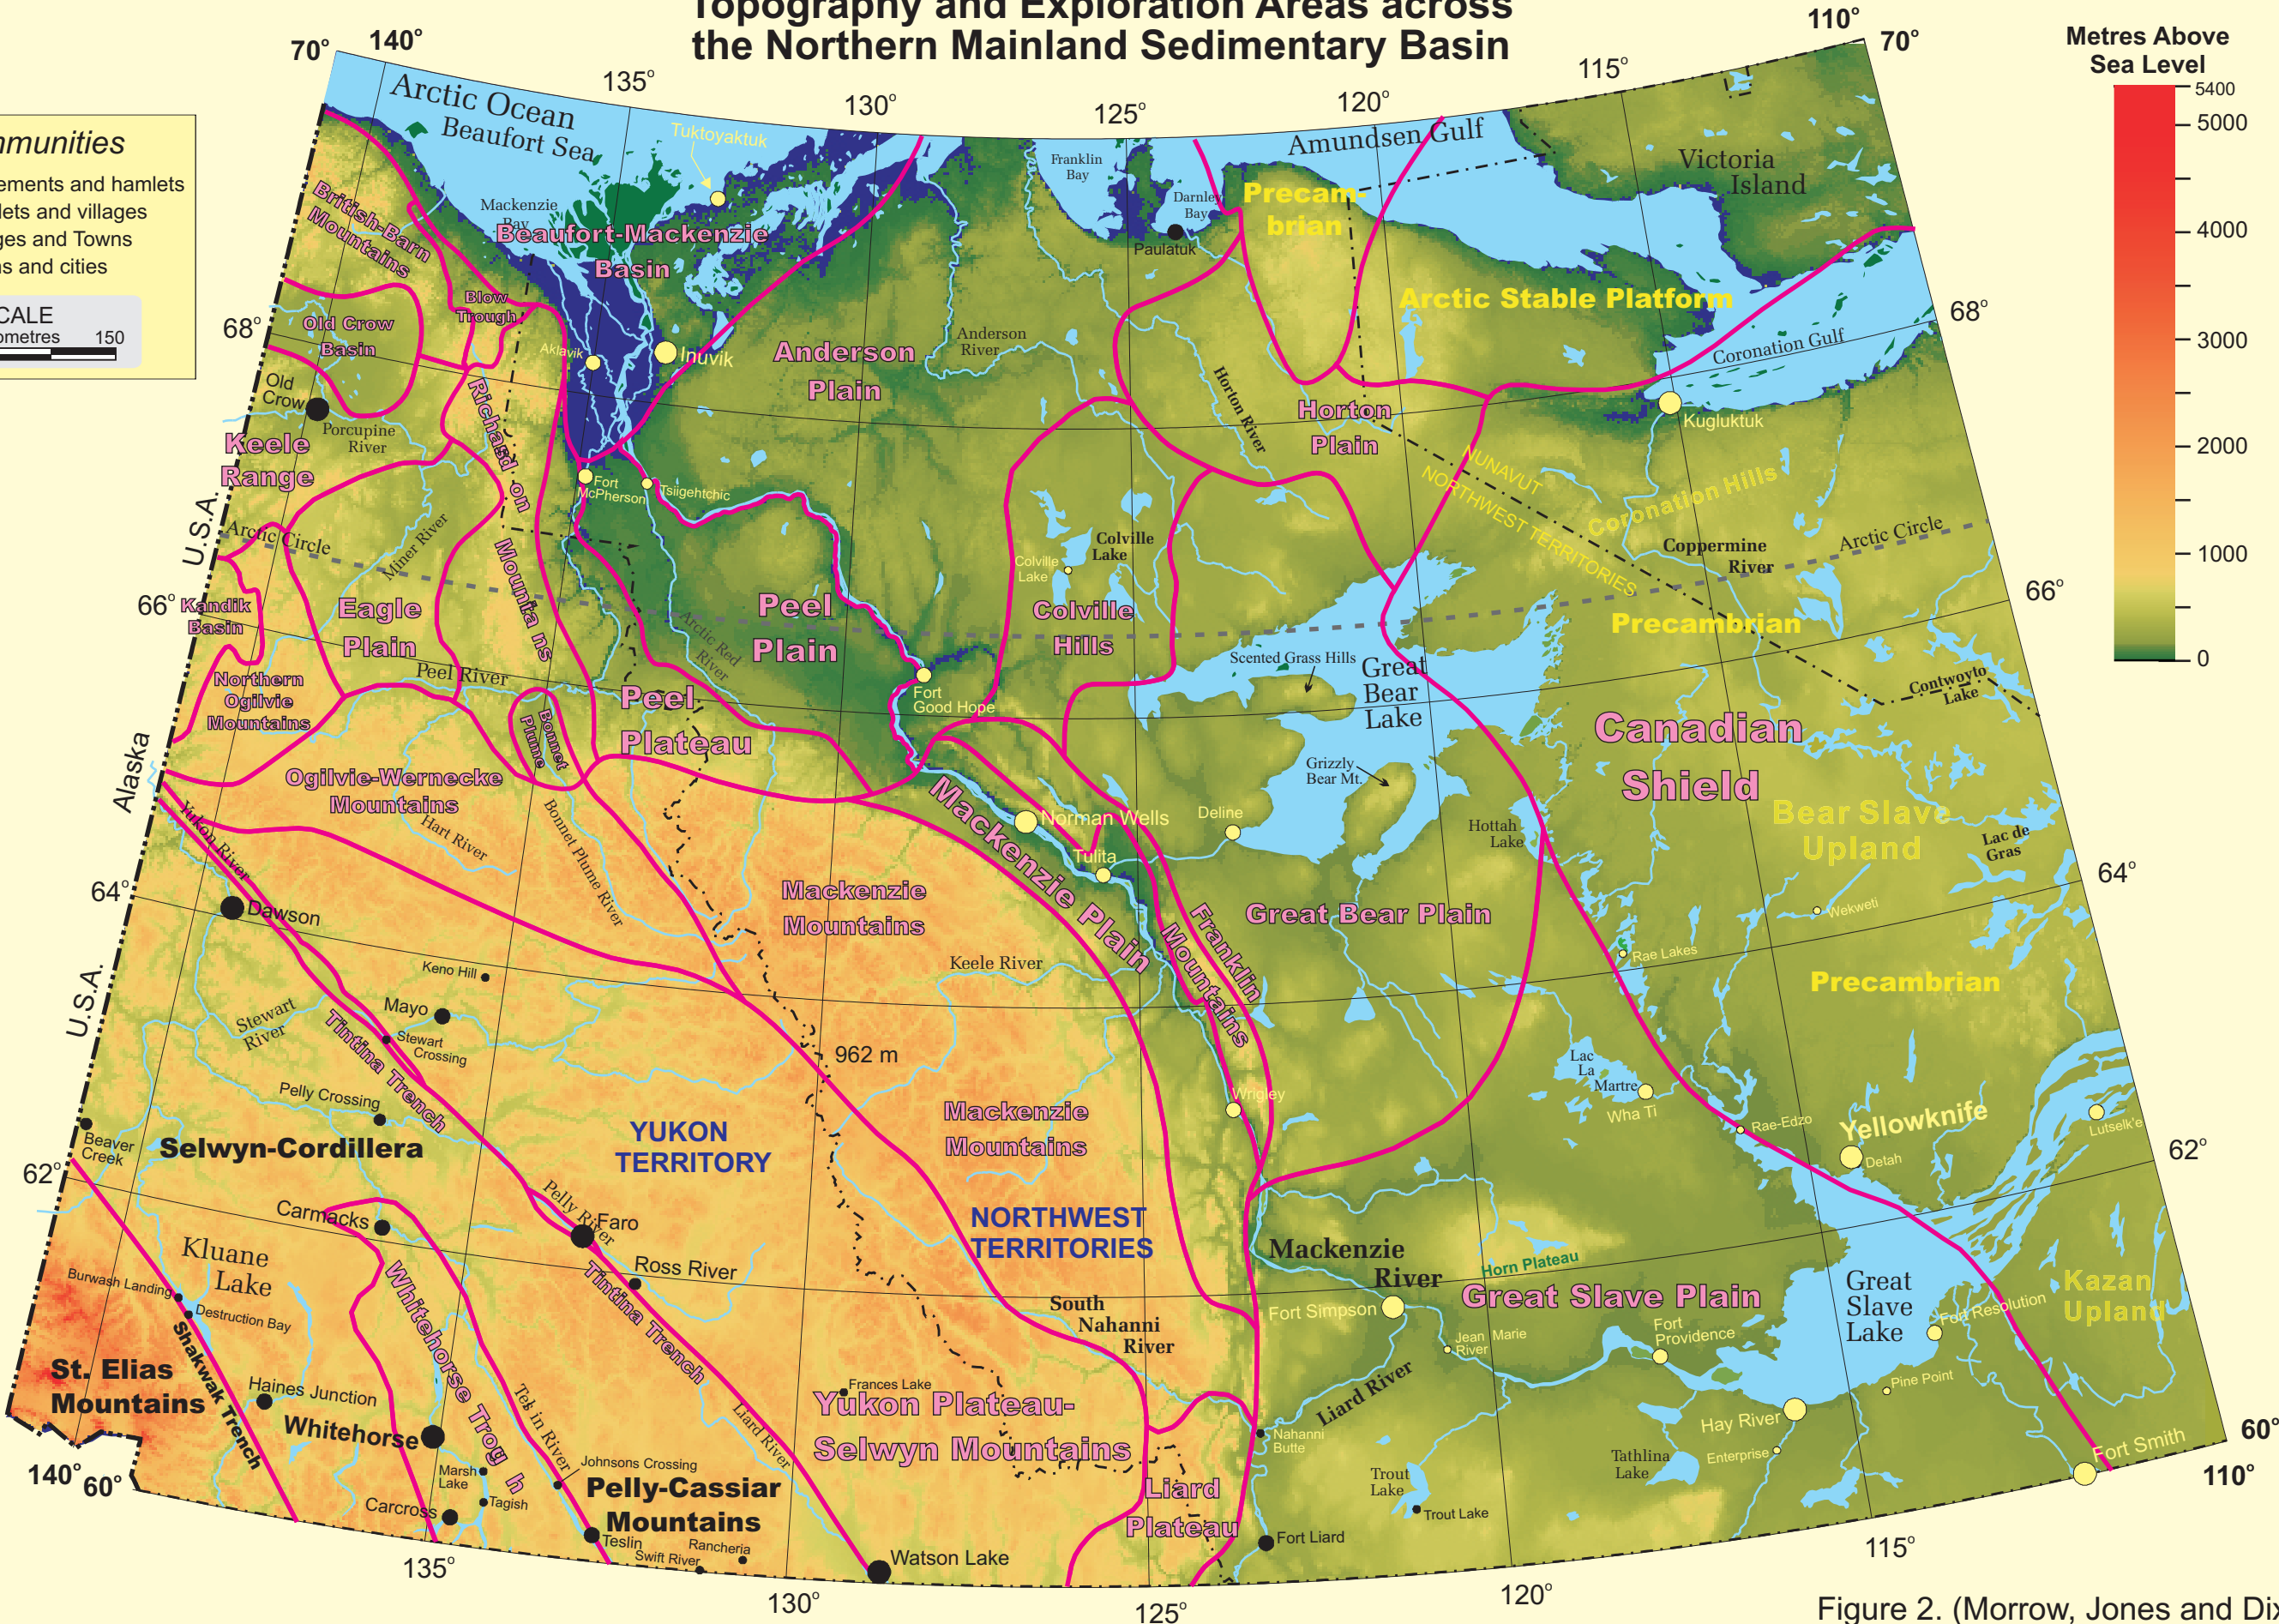 Topography and Exploration Areas across
the Northern Mainland Sedimentary Basin
Metres Above
Sea Level
5400
5000
4000
3000
2000
1000
0
70°
140°
135°
130°
125°
120°
115°
110°
70°
68°
66°
64°
62°
60°
110°
115°
120°
125°
130°
135°
140°
60°
62°
64°
66°
68°
mmunities
ements and hamlets
lets and villages
ges and Towns
ns and cities
CALE
ometres
150
Arctic Ocean
Beaufort Sea
Tuktoyaktuk
Mackenzie
Bay
Beaufort-Mackenzie
Basin
British-Barn
Mountains
Blow
Trough
Old Crow
Basin
Old
Crow
Porcupine
River
Keele
Range
Aklavik
Inuvik
Richard on
Mounta ns
Fort
McPherson
Tsiigehtchic
Anderson
Plain
Anderson
River
Franklin
Bay
Darnley
Bay
Paulatuk
Precam-
brian
Amundsen Gulf
Victoria
Island
Arctic Stable Platform
Coronation Gulf
Kugluktuk
Horton River
Horton
Plain
NUNAVUT
NORTHWEST TERRITORIES
Coronation Hills
Coppermine
River
Arctic Circle
Precambrian
Contwoyto
Lake
U.S.A.
Arctic Circle
Miner River
Kandik
Basin
Eagle
Plain
Northern
Ogilvie
Mountains
Peel River
Peel
Plain
Arctic Red
River
Peel
Plateau
Bonnet
Plume
Colville
Lake
Colville
Lake
Colville
Hills
Fort
Good Hope
Scented Grass Hills
Great
Bear
Lake
Grizzly
Bear Mt.
Canadian
Shield
Bear Slave
Upland
Lac de
Gras
Hottah
Lake
Alaska
Yukon River
Ogilvie-Wernecke
Mountains
Hart River
Bonnet Plume River
Mackenzie
Mountains
Mackenzie Plain
Norman Wells
Tulita
Deline
Great Bear Plain
Franklin
Mountains
Wekweti
Rae Lakes
Precambrian
U.S.A.
Dawson
Keno Hill
Mayo
Stewart
River
Stewart
Crossing
Tintina Trench
Keele River
962 m
Lac
La
Martre
Wha Ti
Rae-Edzo
Yellowknife
Detah
Lutselk'e
Wrigley
Pelly Crossing
Beaver
Creek
Selwyn-Cordillera
YUKON
TERRITORY
Mackenzie
Mountains
NORTHWEST
TERRITORIES
Pelly River
Faro
Ross River
Carmacks
Kluane
Lake
Burwash Landing
Destruction Bay
Shakwak Trench
St. Elias
Mountains
Haines Junction
Whitehorse
Whitehorse Troug h
Marsh
Lake
Tagish
Carcross
Johnsons Crossing
Pelly-Cassiar
Mountains
Teslin
Swift River
Rancheria
Tintina Trench
Liard River
Watson Lake
Frances Lake
Yukon Plateau-
Selwyn Mountains
South
Nahanni
River
Mackenzie
River
Horn Plateau
Great Slave Plain
Fort Simpson
Jean Marie
River
Liard River
Fort
Providence
Great
Slave
Lake
Fort Resolution
Kazan
Upland
Pine Point
Hay River
Enterprise
Tathlina
Lake
Fort Smith
Nahanni
Butte
Trout
Lake
Trout Lake
Liard
Plateau
Fort Liard
Figure 2. (Morrow, Jones and Dix